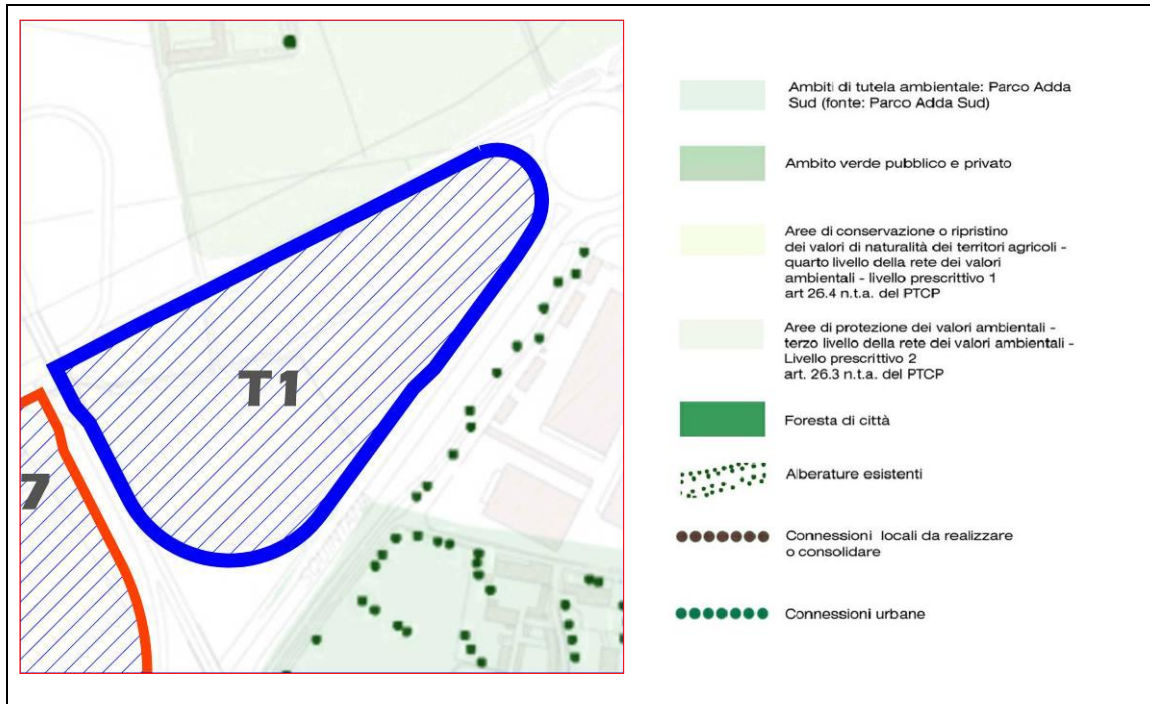 T1
7
Ambiti di tutela ambientale: Parco Adda
Sud (fonte: Parco Adda Sud)
Ambito verde pubblico e privato
Aree di conservazione o ripristino
dei valori di naturalità dei territori agricoli -
quarto livello della rete dei valori
ambientali - livello prescrittivo 1
art 26.4 n.t.a. del PTCP
Aree di protezione dei valori ambientali -
terzo livello della rete dei valori ambientali -
Livello prescrittivo 2
art. 26.3 n.t.a. del PTCP
Foresta di città
Alberature esistenti
Connessioni locali da realizzare
o consolidare
Connessioni urbane